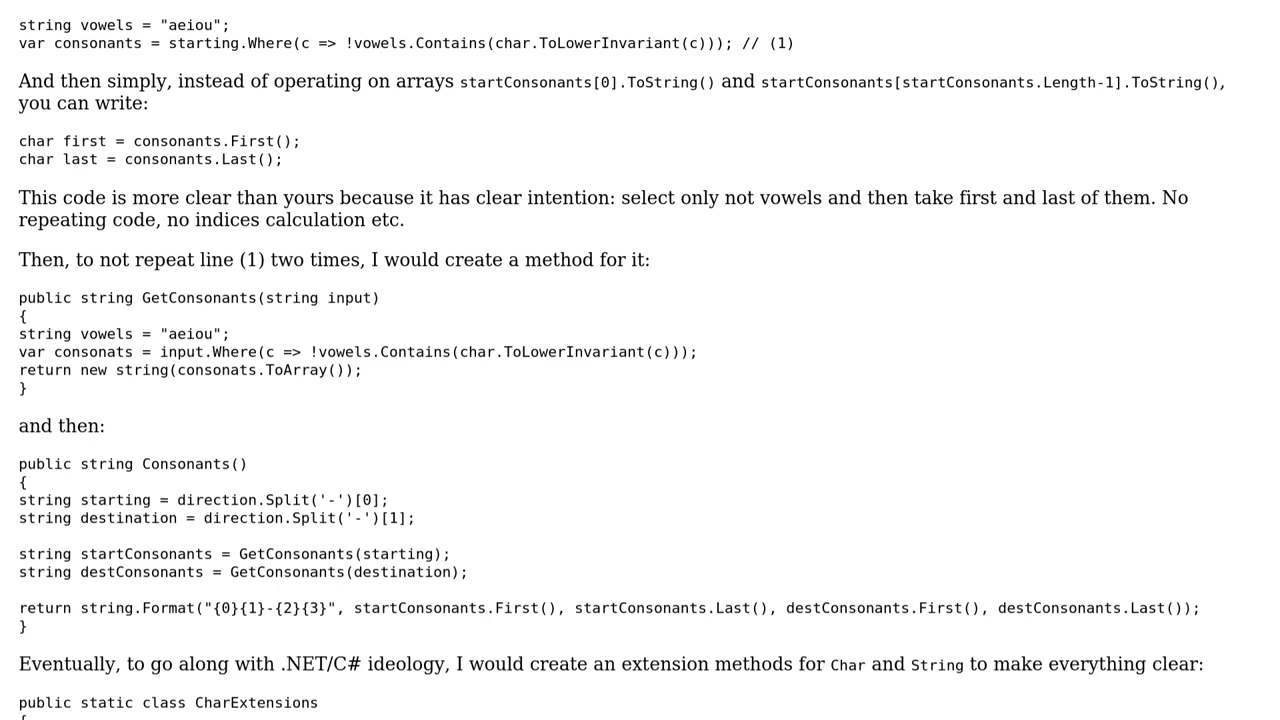 string vowels = "aeiou";
var consonants = starting.Where(c => !vowels.Contains(char.ToLowerInvariant(c))); // (1)
And then simply, instead of operating on arrays startConsonants[0].ToString() and startConsonants[startConsonants.Length-1].ToString(),
you can write:
char first = consonants.First();
char last = consonants.Last();
This code is more clear than yours because it has clear intention: select only not vowels and then take first and last of them. No
repeating code, no indices calculation etc.
Then, to not repeat line (1) two times, I would create a method for it:
public string GetConsonants(string input)
{
string vowels = "aeiou";
var consonats = input.Where(c => !vowels.Contains(char.ToLowerInvariant(c)));
return new string(consonats.ToArray());
}
and then:
public string Consonants()
{
string starting = direction.Split('-')[0];
string destination = direction.Split('-')[1];
string startConsonants = GetConsonants(starting);
string destConsonants = GetConsonants(destination);
return string.Format("{0}{1}-{2}{3}", startConsonants.First(), startConsonants.Last(), destConsonants.First(), destConsonants.Last());
}
Eventually, to go along with .NET/C# ideology, I would create an extension methods for Char and String to make everything clear:
public static class CharExtensions
{